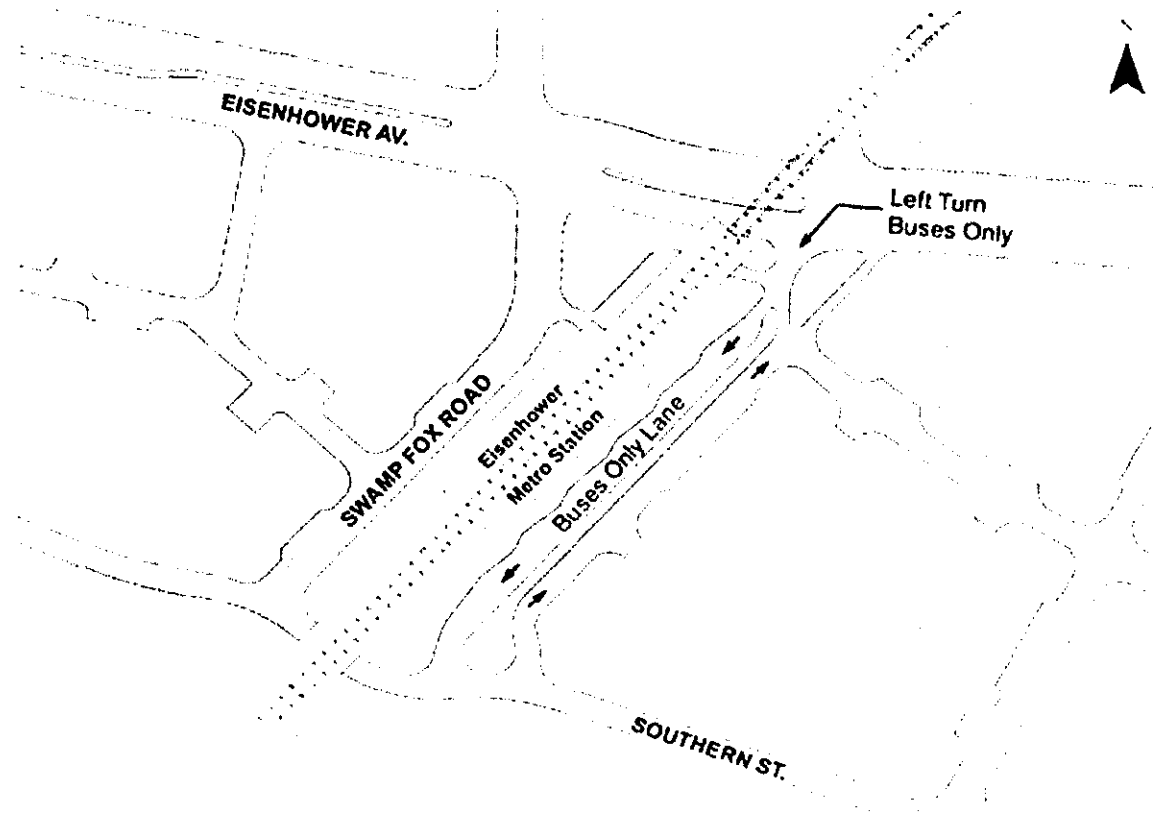 EISENHOWER AV.
Left Turn
Buses Only
SWAMP FOX ROAD
Eisenhower
Metro Station
Buses Only Lane
SOUTHERN ST.